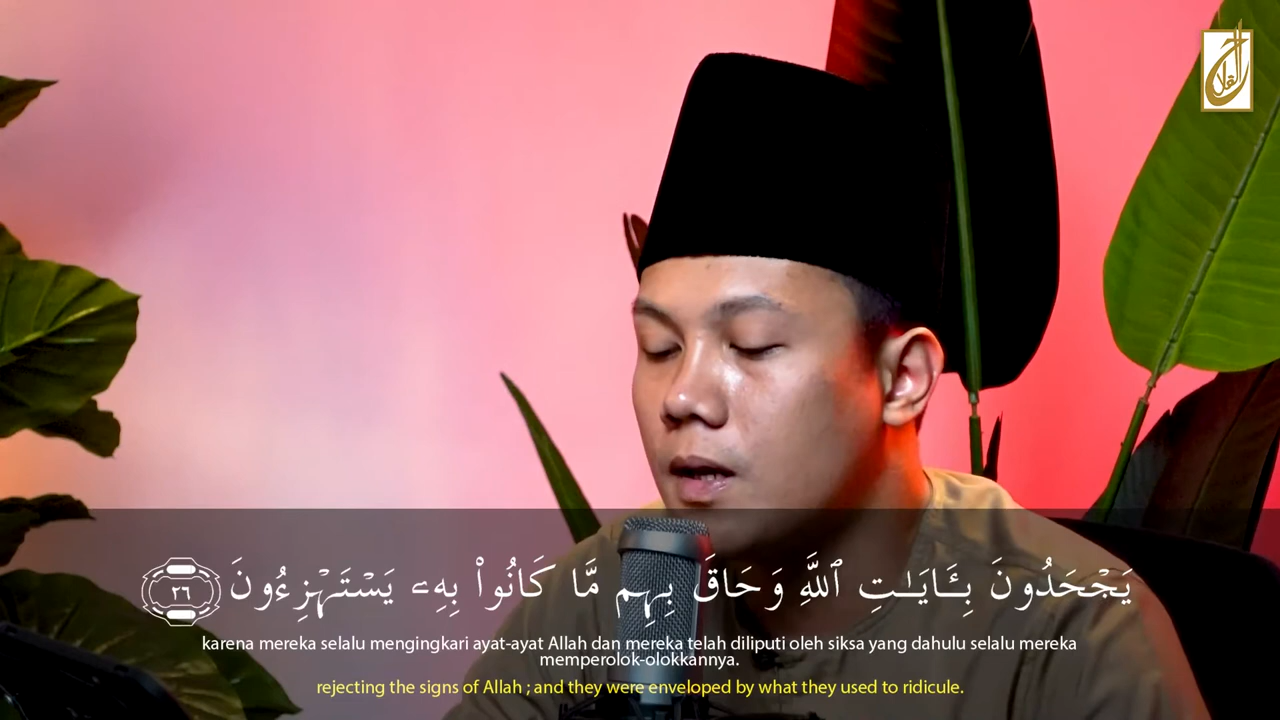 يَجْحَدُونَ بِـَٔايَـٰتِ ٱللَّهِ وَحَاقَ بِهِم مَّا كَانُوا۟ بِهِۦ يَسْتَهْزِءُونَ ٢٦
karena mereka selalu mengingkari ayat-ayat Allah dan mereka telah diliputi oleh siksa yang dahulu selalu mereka
memperolok-olokkannya.
rejecting the signs of Allah ; and they were enveloped by what they used to ridicule.